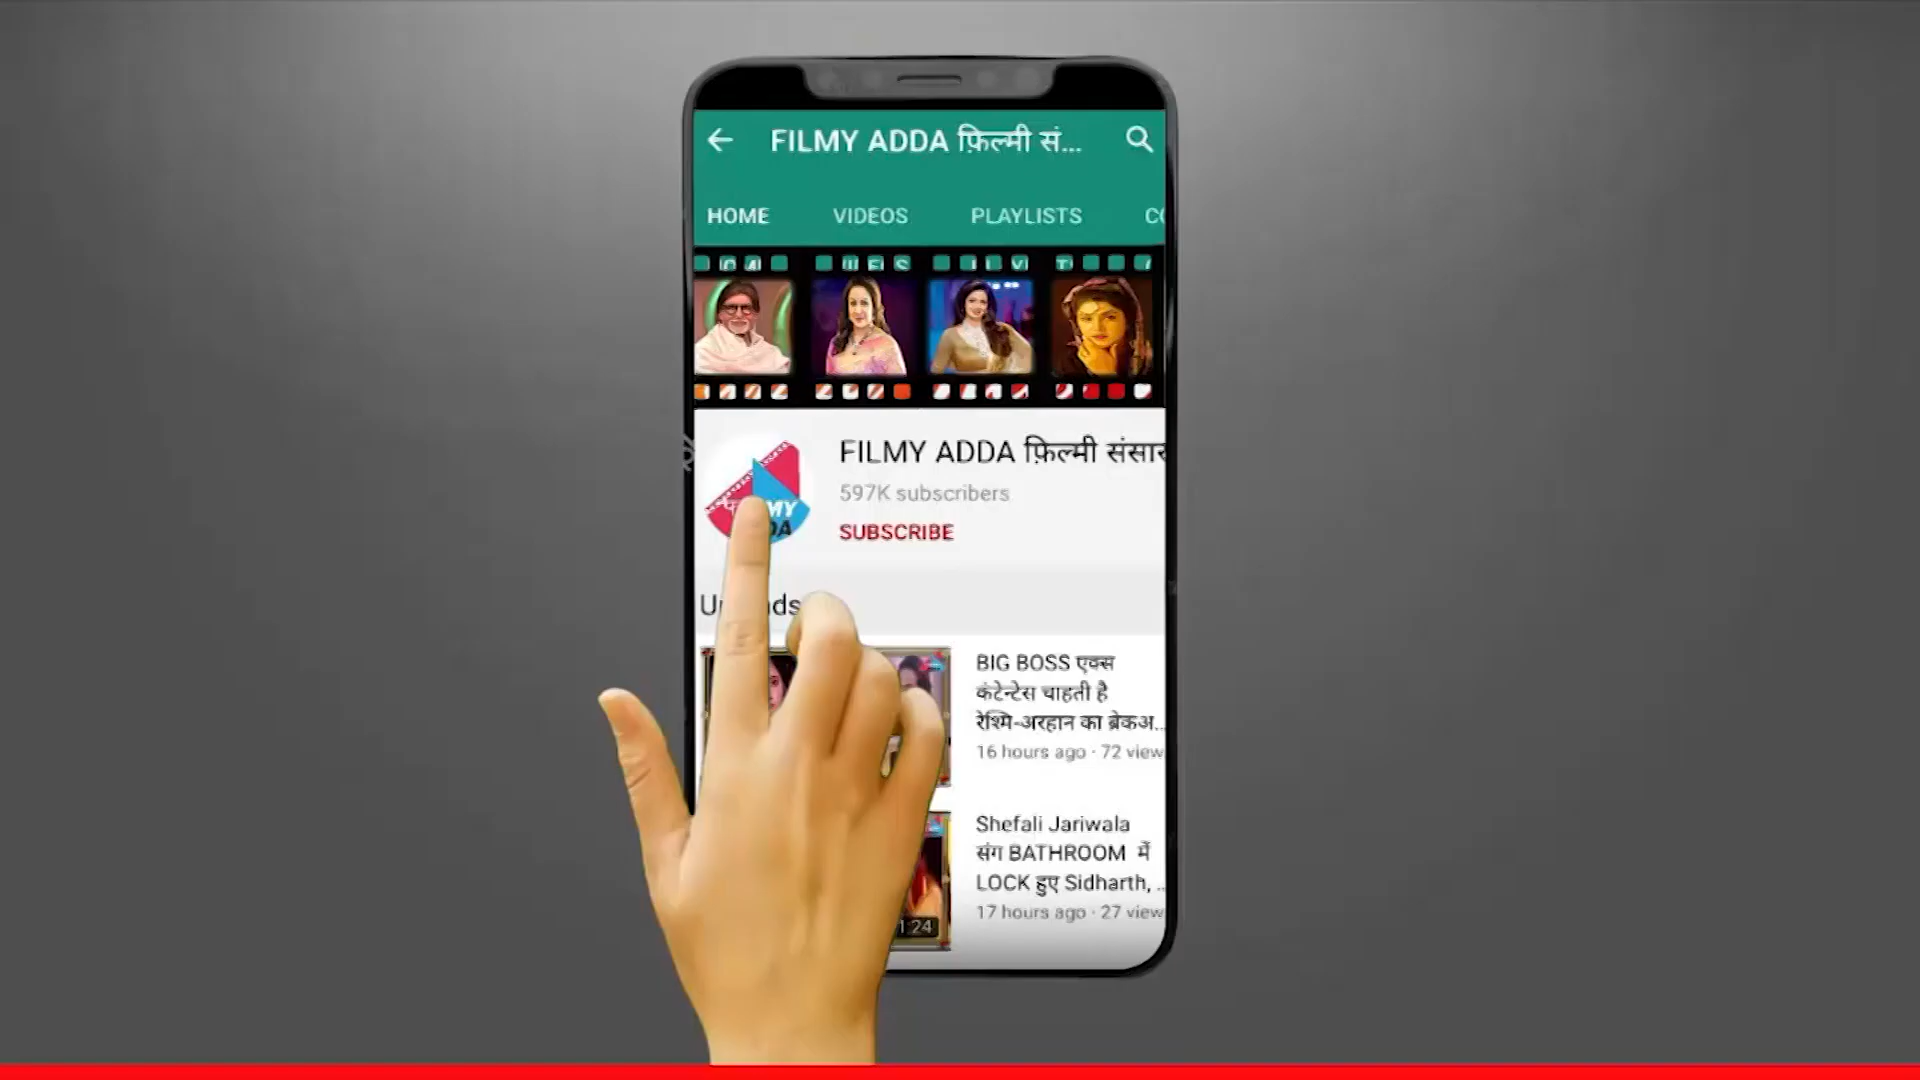 FILMY ADDA फ़िल्मी सं...
HOME VIDEOS PLAYLISTS
FILMY ADDA फ़िल्मी संसार
597K subscribers
SUBSCRIBE
BIG BOSS एक्स
कंटेन्टेस चाहती है
रेश्मि-अरहान का ब्रेकअ...
16 hours ago · 72 view
Shefali Jariwala
संग BATHROOM में
LOCK हुए Sidharth, ..
17 hours ago · 27 view
1:24